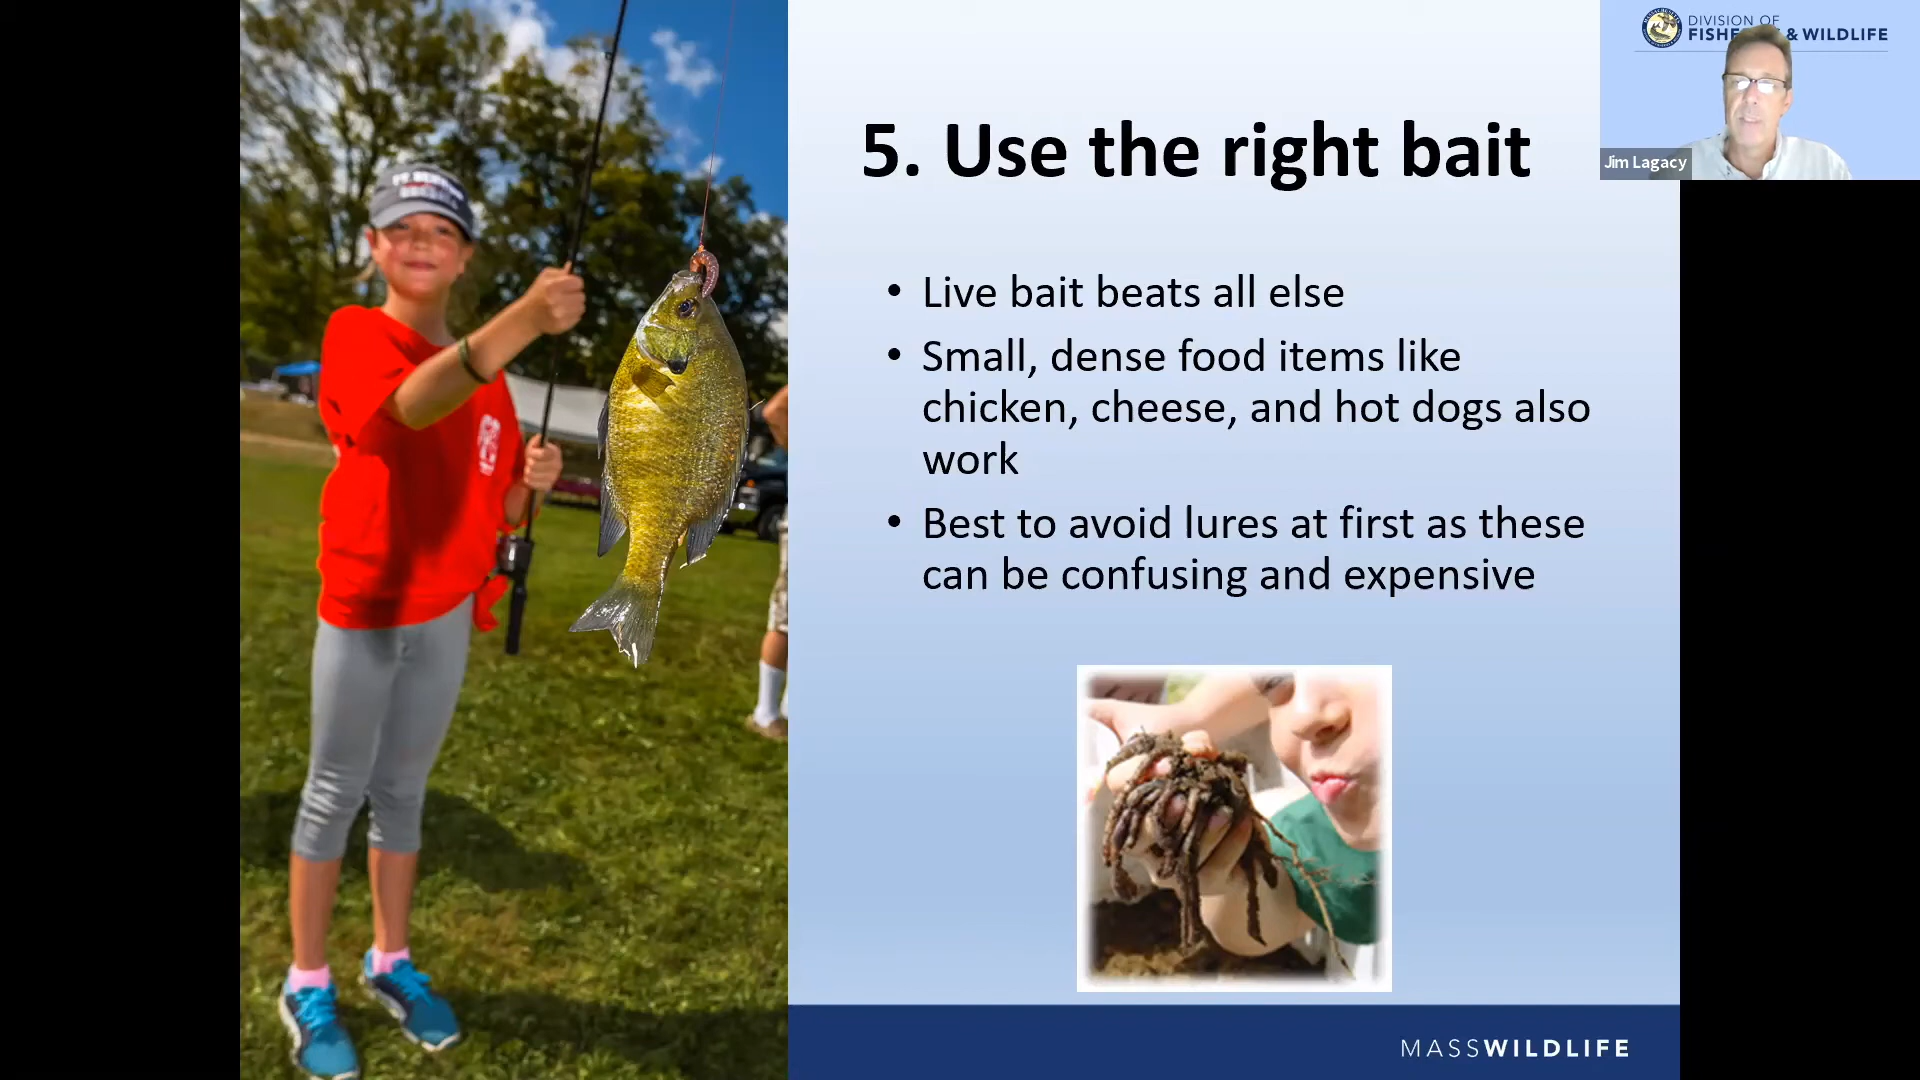 DIVISION OF
FISHE & WILDLIFE
Jim Lagacy
5. Use the right bait
• Live bait beats all else
• Small, dense food items like
chicken, cheese, and hot dogs also
work
• Best to avoid lures at first as these
can be confusing and expensive
MASSWILDLIFE